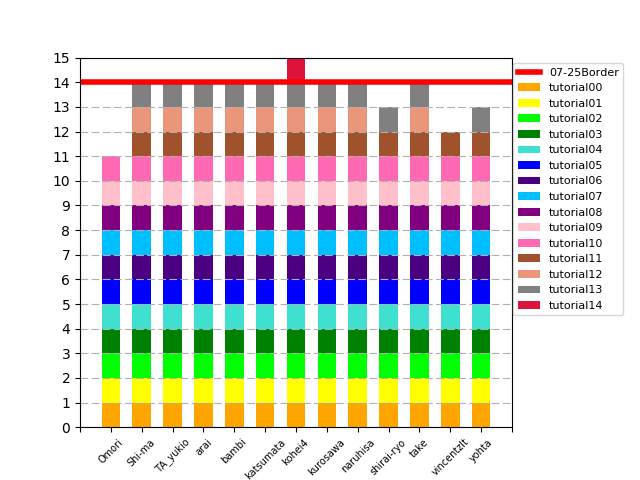 15
14
13
12
11
10
9
8
7
6
5
4
3
2
1
0
Omori
Shi-ma
TA_yukio
arai
bambi
katsumata
kohei4
kurosawa
naruhisa
shirai-ryo
take
vincentzlt
yohta
07-25Border
tutorial00
tutorial01
tutorial02
tutorial03
tutorial04
tutorial05
tutorial06
tutorial07
tutorial08
tutorial09
tutorial10
tutorial11
tutorial12
tutorial13
tutorial14